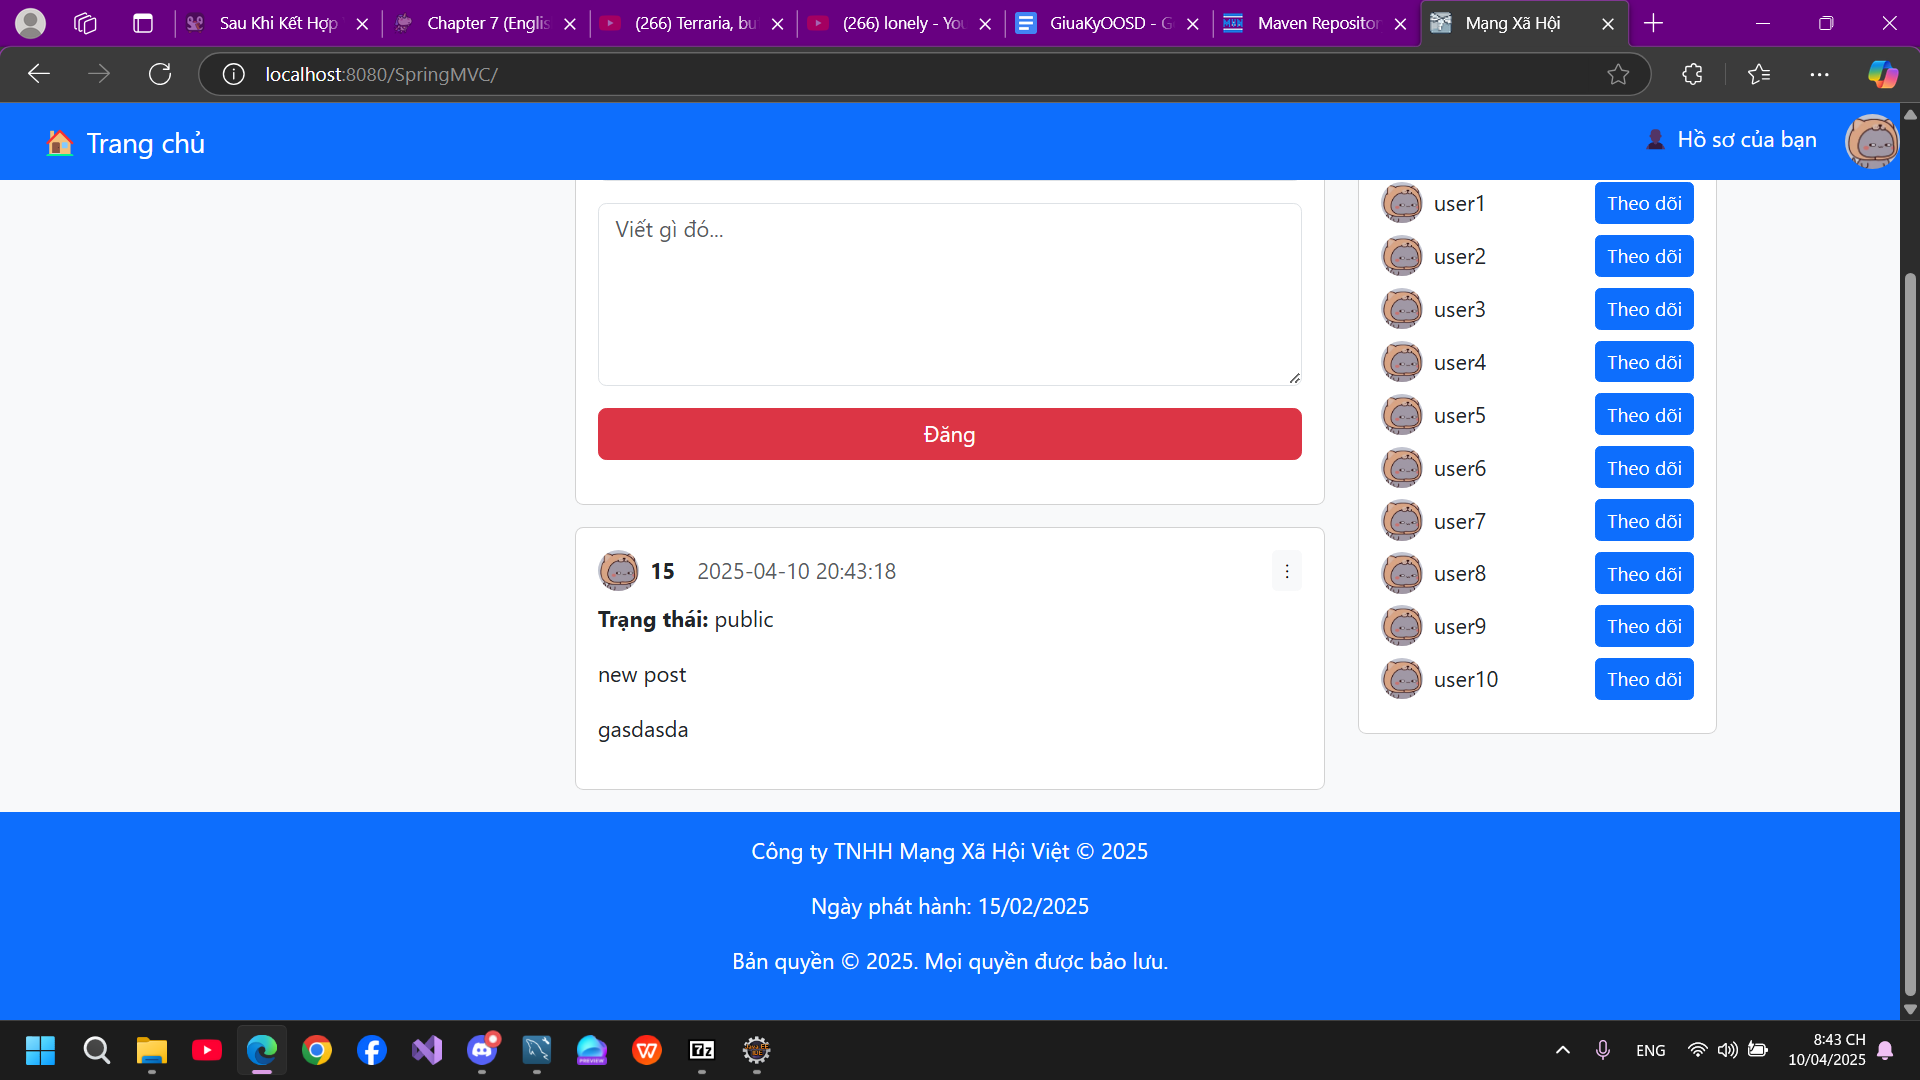 Sau Khi Kết Hợp
Chapter 7 (Englis
(266) Terraria, bu
(266) lonely - You
GiuaKyOOSD - G
Maven Repositor
Mạng Xã Hội
localhost:8080/SpringMVC/
Trang chủ
Hồ sơ của bạn
Viết gì đó...
Đăng
15 2025-04-10 20:43:18
Trạng thái: public
new post
gasdasda
user1 Theo dõi
user2 Theo dõi
user3 Theo dõi
user4 Theo dõi
user5 Theo dõi
user6 Theo dõi
user7 Theo dõi
user8 Theo dõi
user9 Theo dõi
user10 Theo dõi
Công ty TNHH Mạng Xã Hội Việt © 2025
Ngày phát hành: 15/02/2025
Bản quyền © 2025. Mọi quyền được bảo lưu.
PREVIEW
7z
ENG
8:43 CH
10/04/2025